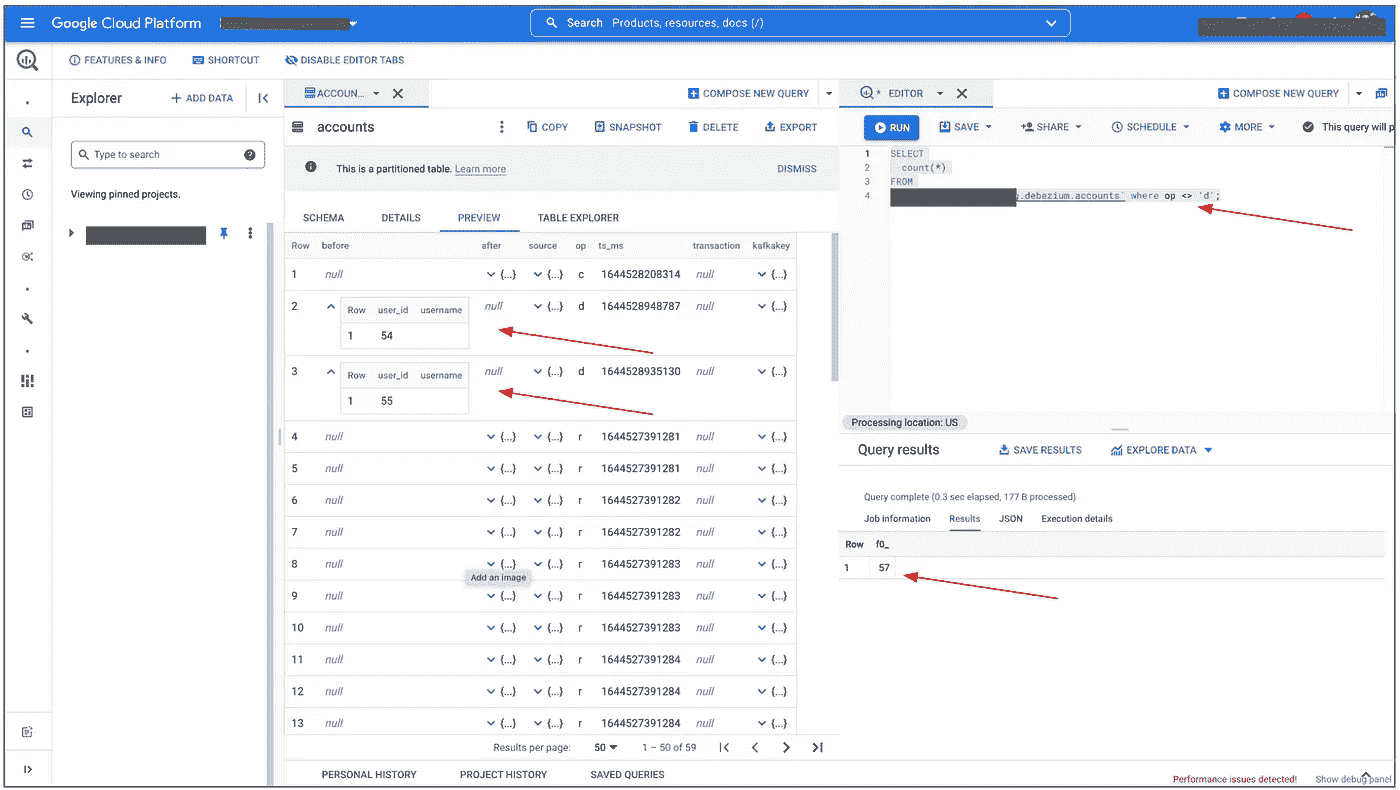 Google Cloud Platform
Search Products, resources, docs (/)
FEATURES & INFO SHORTCUT DISABLE EDITOR TABS
Explorer + ADD DATA
Type to search
Viewing pinned projects.
ACCOUN... COMPOSE NEW QUERY
accounts COPY SNAPSHOT DELETE EXPORT
This is a partitioned table. Learn more DISMISS
SCHEMA DETAILS PREVIEW TABLE EXPLORER
Row before after source op ts_ms transaction kafkakey
1 null {...} {...} c 1644528208314 null {...}
2 Row user_id username null {...} d 1644528948787 null {...}
1 54
3 Row user_id username null {...} d 1644528935130 null {...}
1 55
4 null {...} {...} r 1644527391281 null {...}
5 null {...} {...} r 1644527391281 null {...}
6 null {...} {...} r 1644527391282 null {...}
7 null {...} {...} r 1644527391282 null {...}
8 null {...} {...} r 1644527391283 null {...}
Add an image
9 null {...} {...} r 1644527391283 null {...}
10 null {...} {...} r 1644527391283 null {...}
11 null {...} {...} r 1644527391284 null {...}
12 null {...} {...} r 1644527391284 null {...}
13 null {...} {...} r 1644527391284 null {...}
Results per page: 50 1 – 50 of 59
PERSONAL HISTORY PROJECT HISTORY SAVED QUERIES
* EDITOR COMPOSE NEW QUERY
RUN SAVE SHARE SCHEDULE MORE This query will p
1 SELECT
2 count(*)
3 FROM
4 .debezium.accounts` where op <> 'd';
Processing location: US
Query results SAVE RESULTS EXPLORE DATA
Query complete (0.3 sec elapsed, 177 B processed)
Job information Results JSON Execution details
Row f0_
1 57
Performance issues detected! Show debug panel